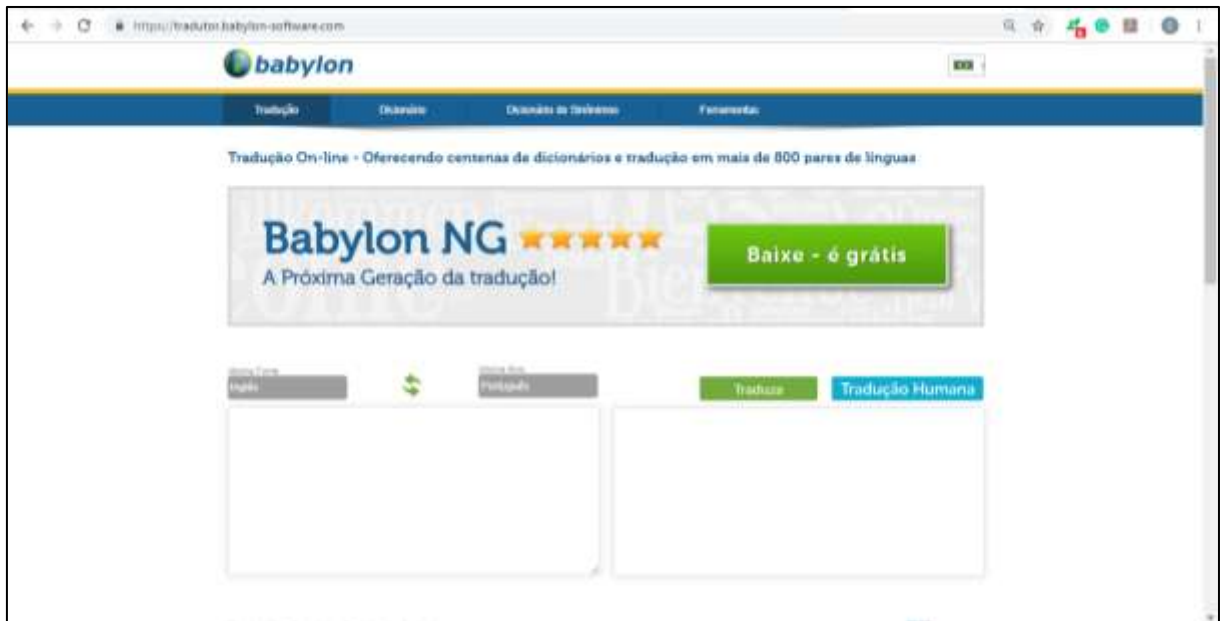 https://tradutor.babylon-software.com
babylon
Tradução Dicionário Dicionário de Sinônimos Ferramentas
Tradução On-line - Oferecendo centenas de dicionários e tradução em mais de 800 pares de línguas
Babylon NG
A Próxima Geração da tradução!
Baixe - é grátis
Inglês Português Traduzir Tradução Humana